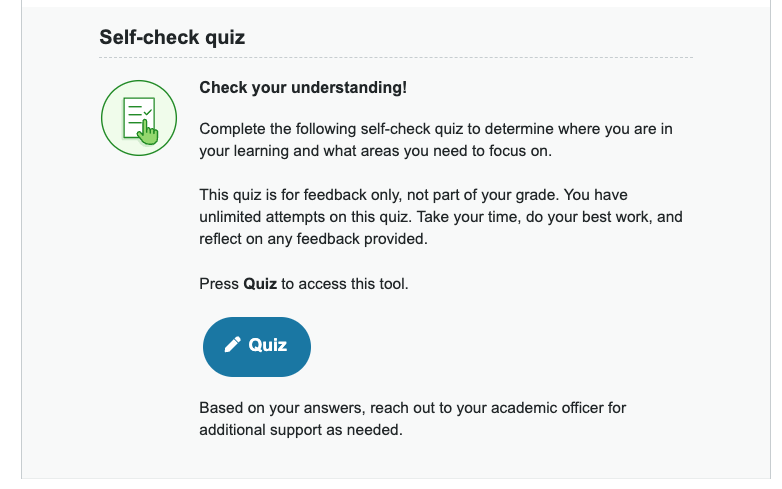 Self-check quiz
Check your understanding!
Complete the following self-check quiz to determine where you are in
your learning and what areas you need to focus on.
This quiz is for feedback only, not part of your grade. You have
unlimited attempts on this quiz. Take your time, do your best work, and
reflect on any feedback provided.
Press Quiz to access this tool.
Quiz
Based on your answers, reach out to your academic officer for
additional support as needed.